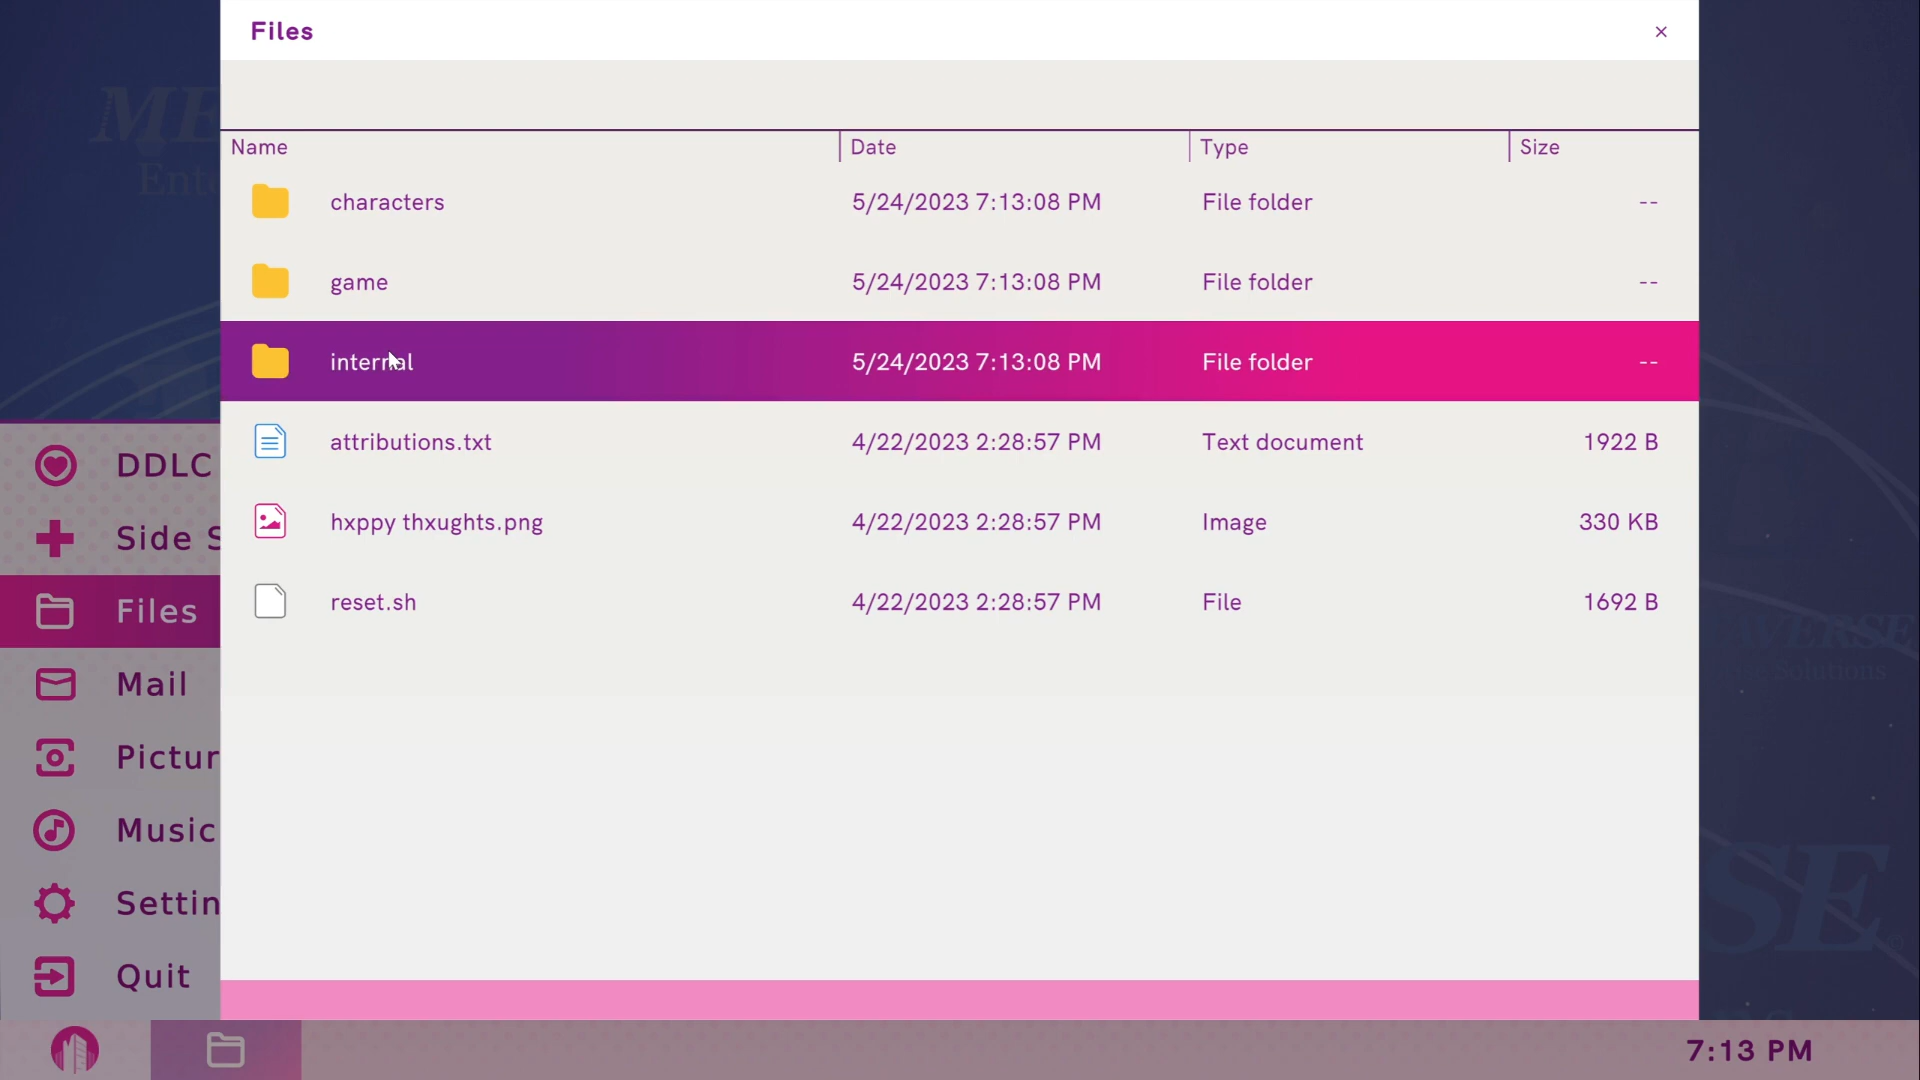 Files
×
Name Date Type Size
characters 5/24/2023 7:13:08 PM File folder --
game 5/24/2023 7:13:08 PM File folder --
internal 5/24/2023 7:13:08 PM File folder --
attributions.txt 4/22/2023 2:28:57 PM Text document 1922 B
hxppy thxughts.png 4/22/2023 2:28:57 PM Image 330 KB
reset.sh 4/22/2023 2:28:57 PM File 1692 B
DDLC
Side S
Files
Mail
Pictur
Music
Settin
Quit
ME
Ente
Solutions
SE
7:13 PM